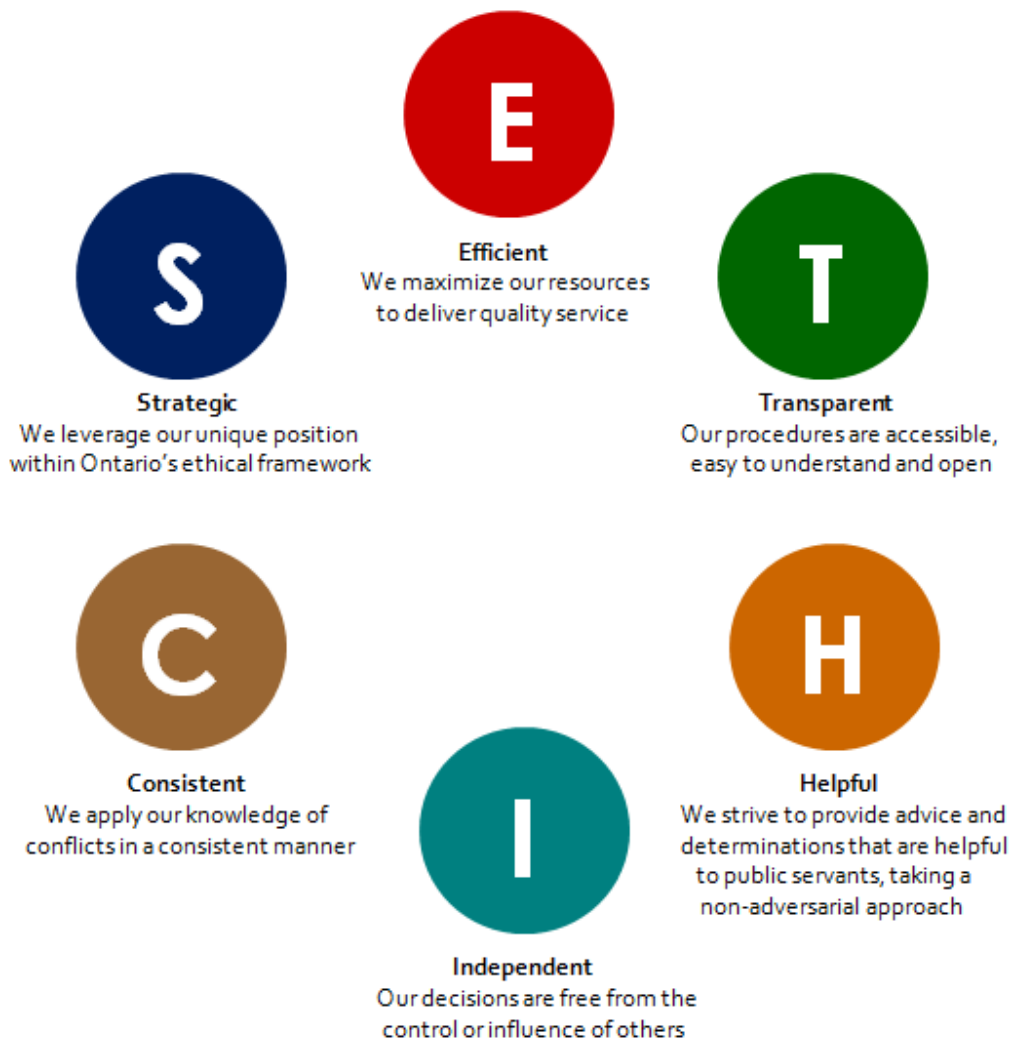 E
Efficient
We maximize our resources
to deliver quality service
T
Transparent
Our procedures are accessible,
easy to understand and open
H
Helpful
We strive to provide advice and
determinations that are helpful
to public servants, taking a
non-adversarial approach
I
Independent
Our decisions are free from the
control or influence of others
C
Consistent
We apply our knowledge of
conflicts in a consistent manner
S
Strategic
We leverage our unique position
within Ontario's ethical framework